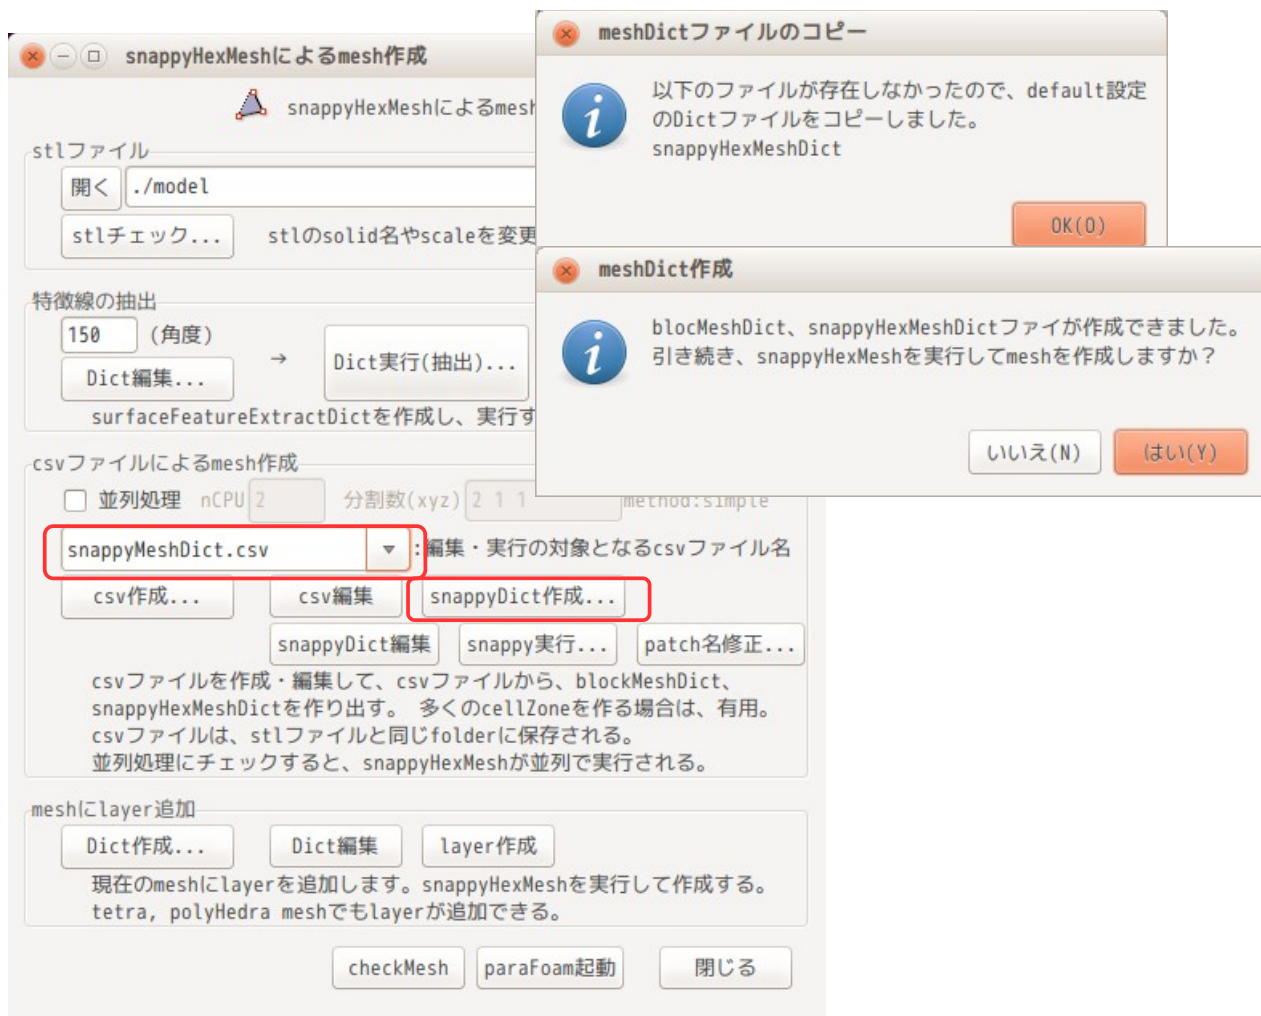 snappyHexMeshによるmesh作成
snappyHexMeshによるmesh
stlファイル
開く ./model
stlチェック... stlのsolid名やscaleを変更
特徴線の抽出
150 (角度)
→ Dict実行(抽出)...
Dict編集...
surfaceFeatureExtractDictを作成し、実行す
csvファイルによるmesh作成
並列処理 nCPU 2 分割数(xyz) 2 1 1 method:simple
snappyMeshDict.csv :編集・実行の対象となるcsvファイル名
csv作成... csv編集 snappyDict作成...
snappyDict編集 snappy実行... patch名修正...
csvファイルを作成・編集して、csvファイルから、blockMeshDict、
snappyHexMeshDictを作り出す。 多くのcellZoneを作る場合は、有用。
csvファイルは、stlファイルと同じfolderに保存される。
並列処理にチェックすると、snappyHexMeshが並列で実行される。
meshにlayer追加
Dict作成... Dict編集 layer作成
現在のmeshにlayerを追加します。snappyHexMeshを実行して作成する。
tetra, polyHedra meshでもlayerが追加できる。
checkMesh paraFoam起動 閉じる
meshDictファイルのコピー
以下のファイルが存在しなかったので、default設定
のDictファイルをコピーしました。
snappyHexMeshDict
OK(O)
meshDict作成
blocMeshDict、snappyHexMeshDictファイが作成できました。
引き続き、snappyHexMeshを実行してmeshを作成しますか？
いいえ(N) はい(Y)